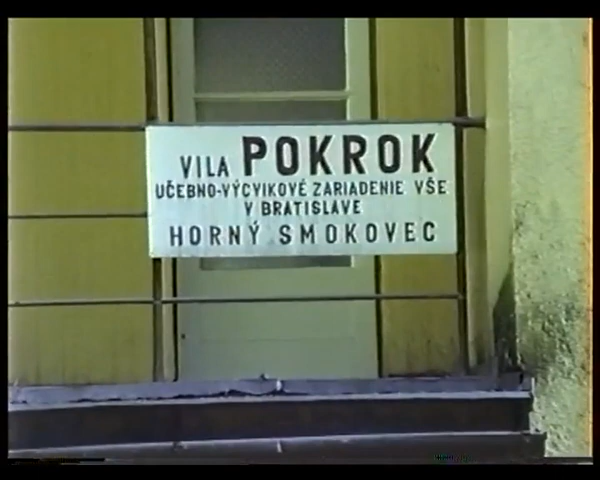 VILA POKROK
UČEBNO-VÝCVIKOVÉ ZARIADENIE VŠE
V BRATISLAVE
HORNÝ SMOKOVEC